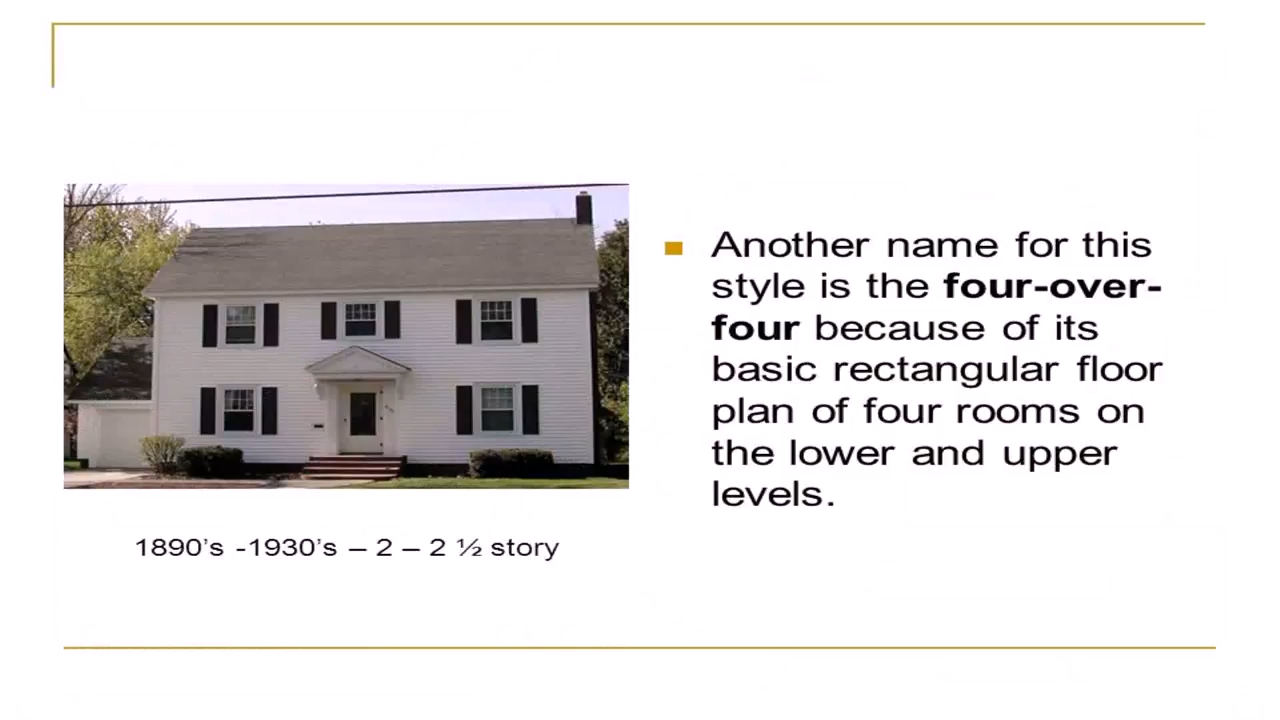 Another name for this
style is the four-over-
four because of its
basic rectangular floor
plan of four rooms on
the lower and upper
levels.
1890’s -1930’s – 2 – 2 ½ story